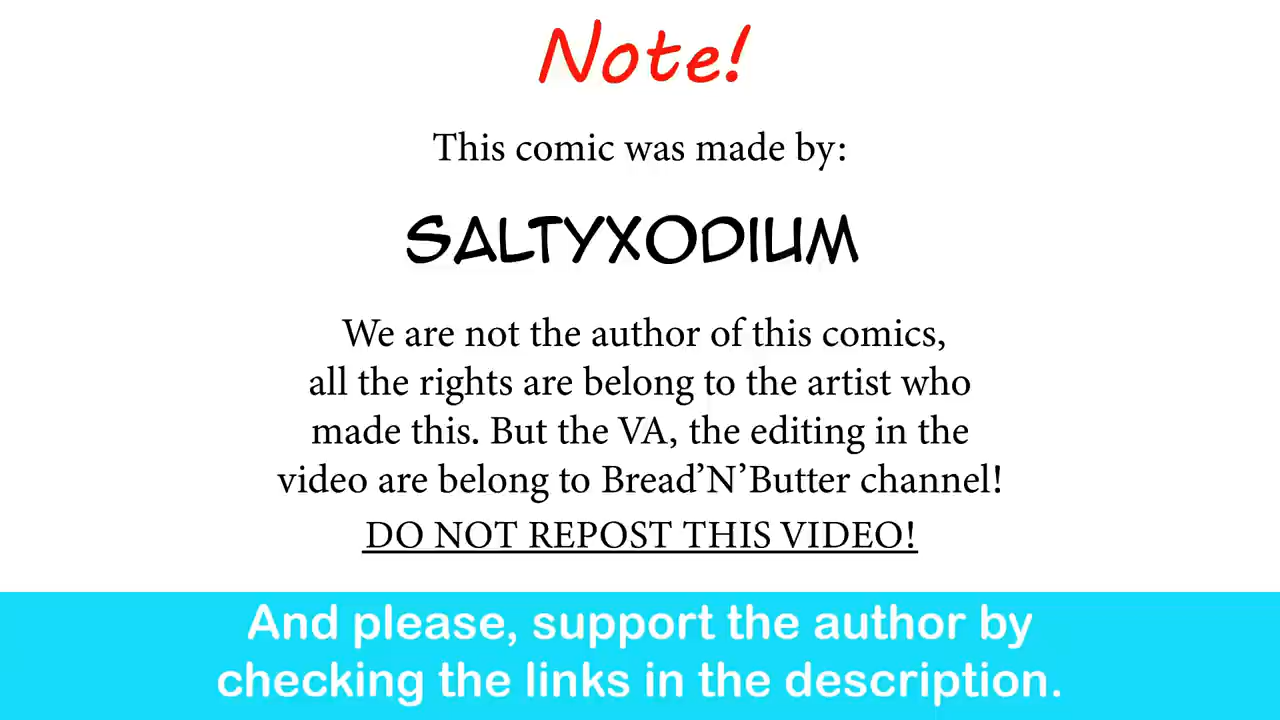 Note!
This comic was made by:
SALTYXODIUM
We are not the author of this comics,
all the rights are belong to the artist who
made this. But the VA, the editing in the
video are belong to Bread’N’Butter channel!
DO NOT REPOST THIS VIDEO!
And please, support the author by
checking the links in the description.